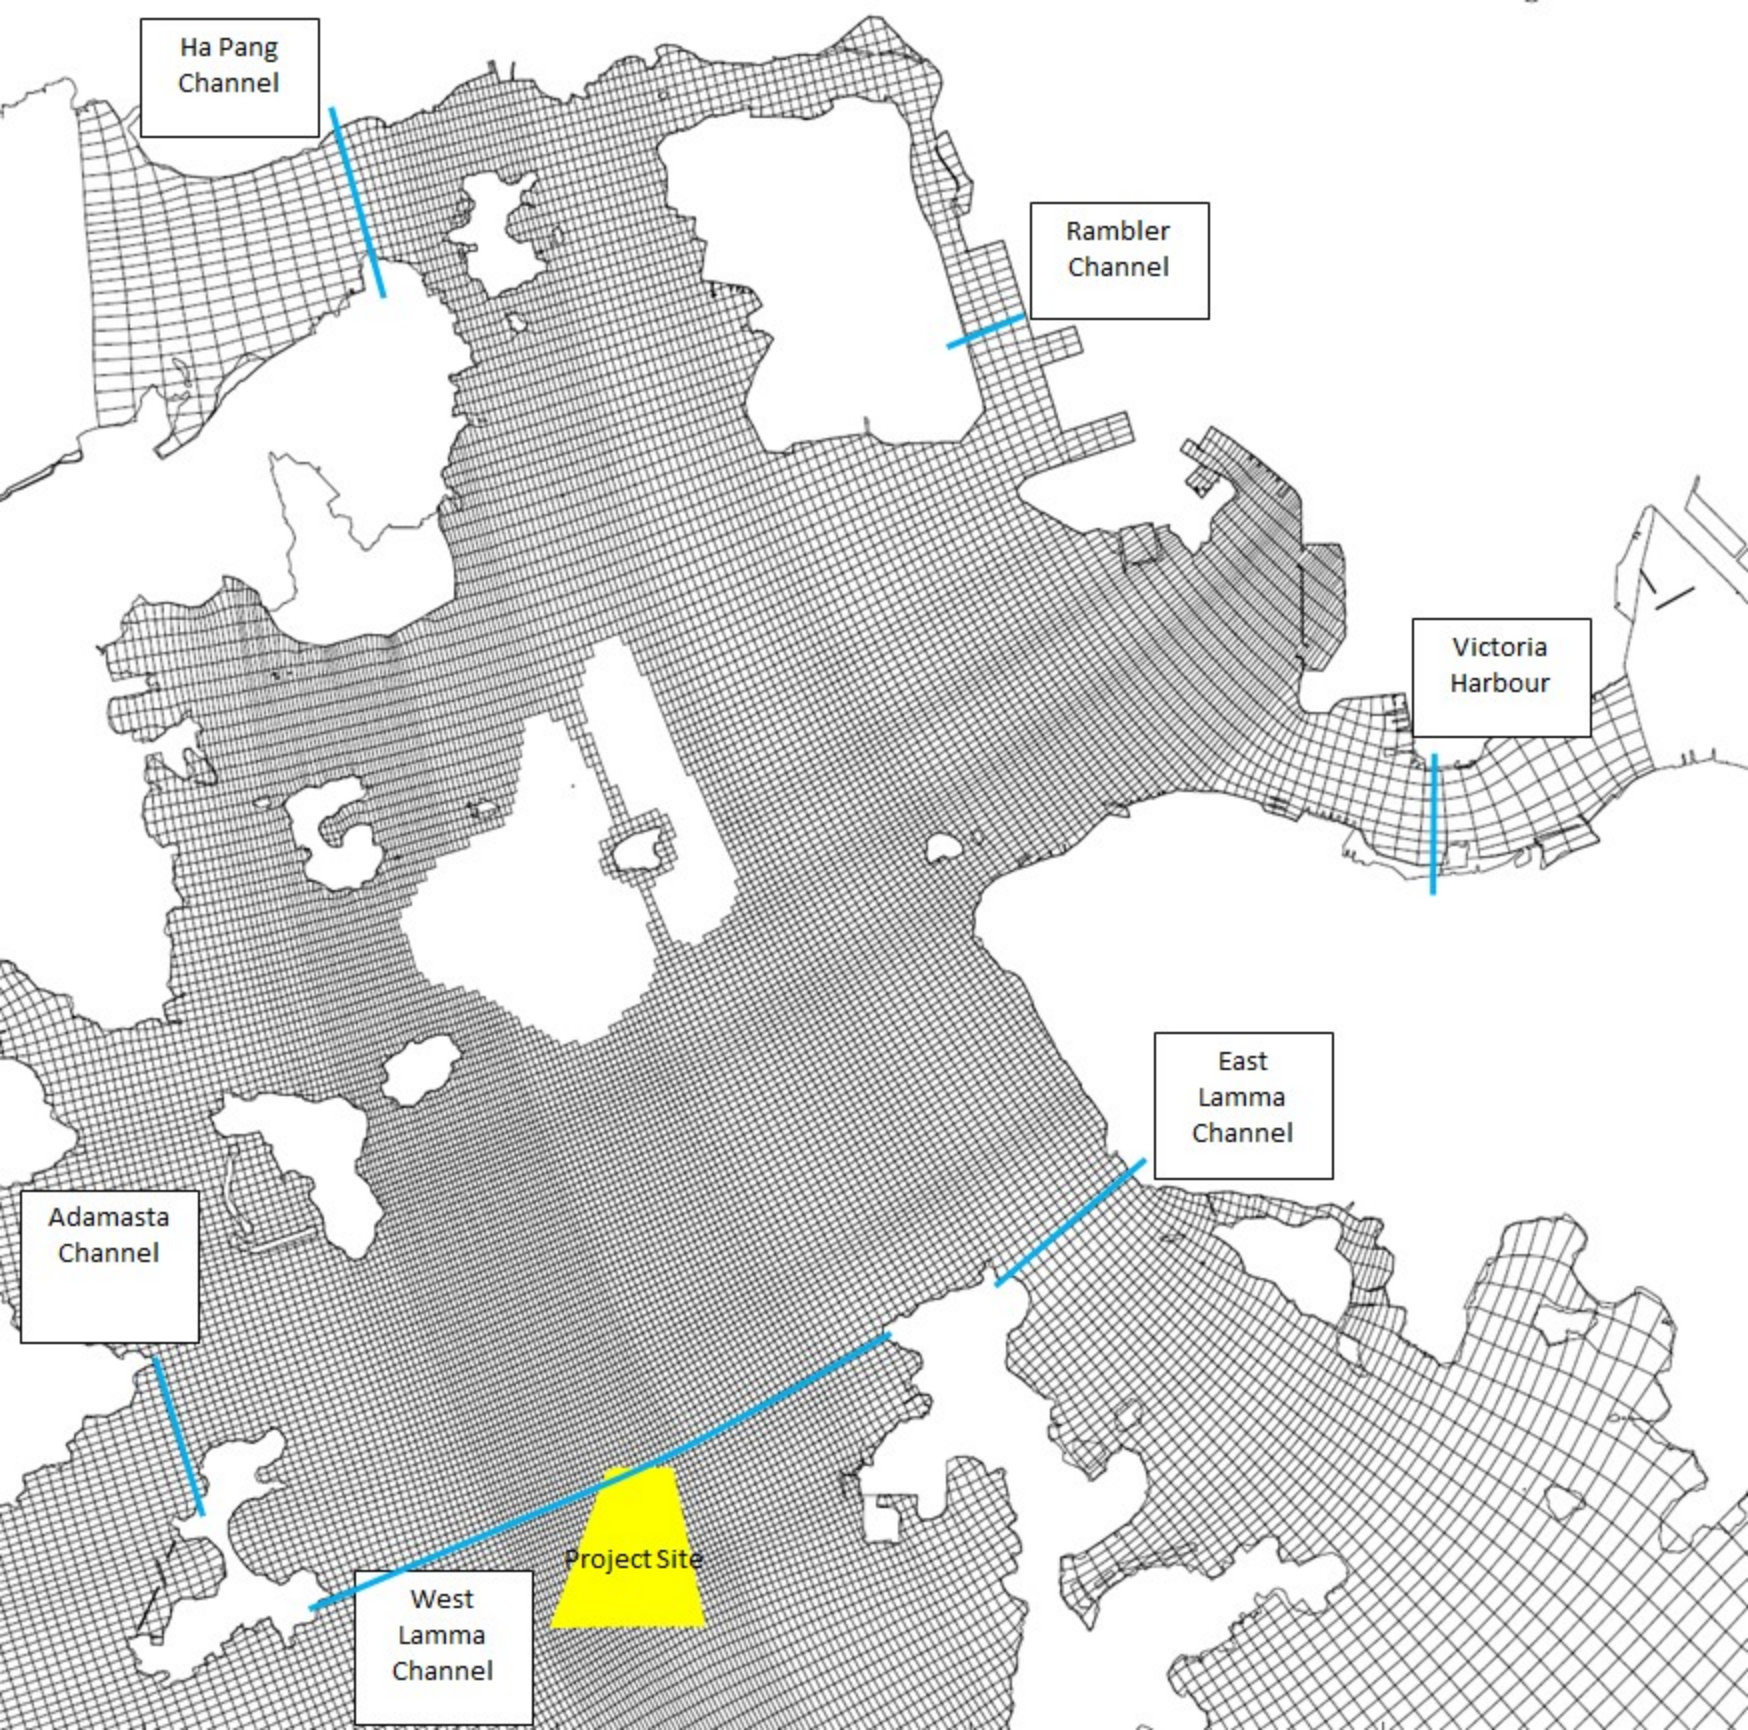 Ha Pang
Channel
Rambler
Channel
Victoria
Harbour
East
Lamma
Channel
Adamasta
Channel
Project Site
West
Lamma
Channel